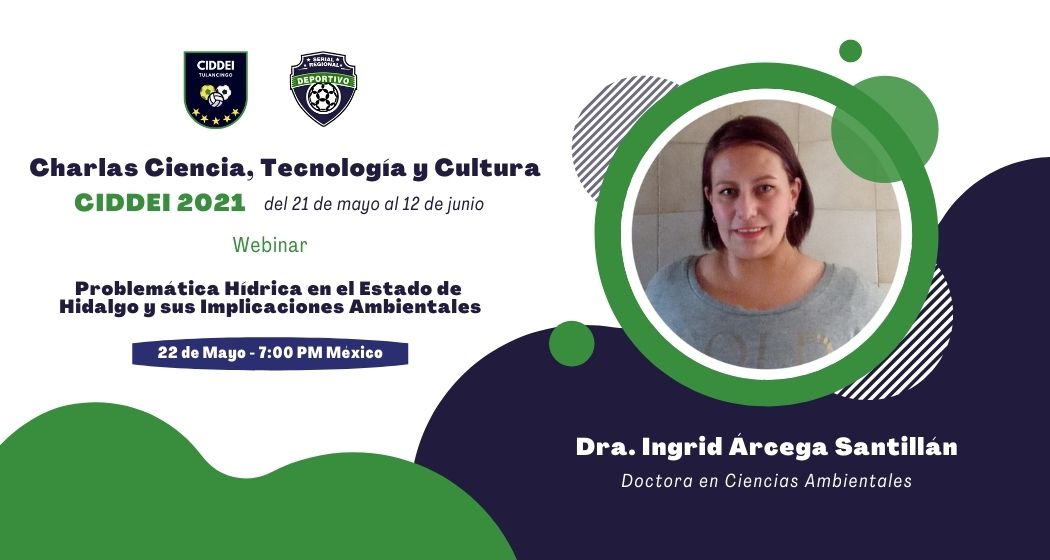 CIDDEI
TULANCINGO
SERIAL
REGIONAL
DEPORTIVO
Charlas Ciencia, Tecnología y Cultura
CIDDEI 2021 del 21 de mayo al 12 de junio
Webinar
Problemática Hídrica en el Estado de
Hidalgo y sus Implicaciones Ambientales
22 de Mayo - 7:00 PM México
Dra. Ingrid Árcega Santillán
Doctora en Ciencias Ambientales